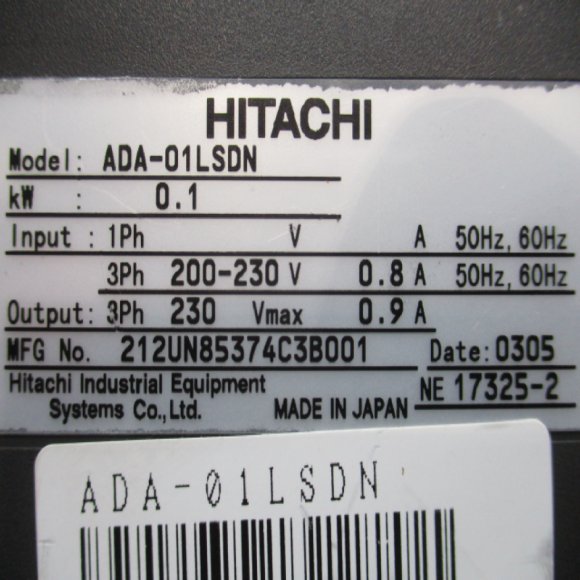 HITACHI
Model: ADA-01LSDN
kW : 0.1
Input : 1Ph V A 50Hz, 60Hz
3Ph 200-230 V 0.8 A 50Hz, 60Hz
Output: 3Ph 230 Vmax 0.9 A
MFG No. 212UN85374C3B001 Date: 0305
Hitachi Industrial Equipment
Systems Co., Ltd. MADE IN JAPAN NE 17325-2
ADA-01LSDN